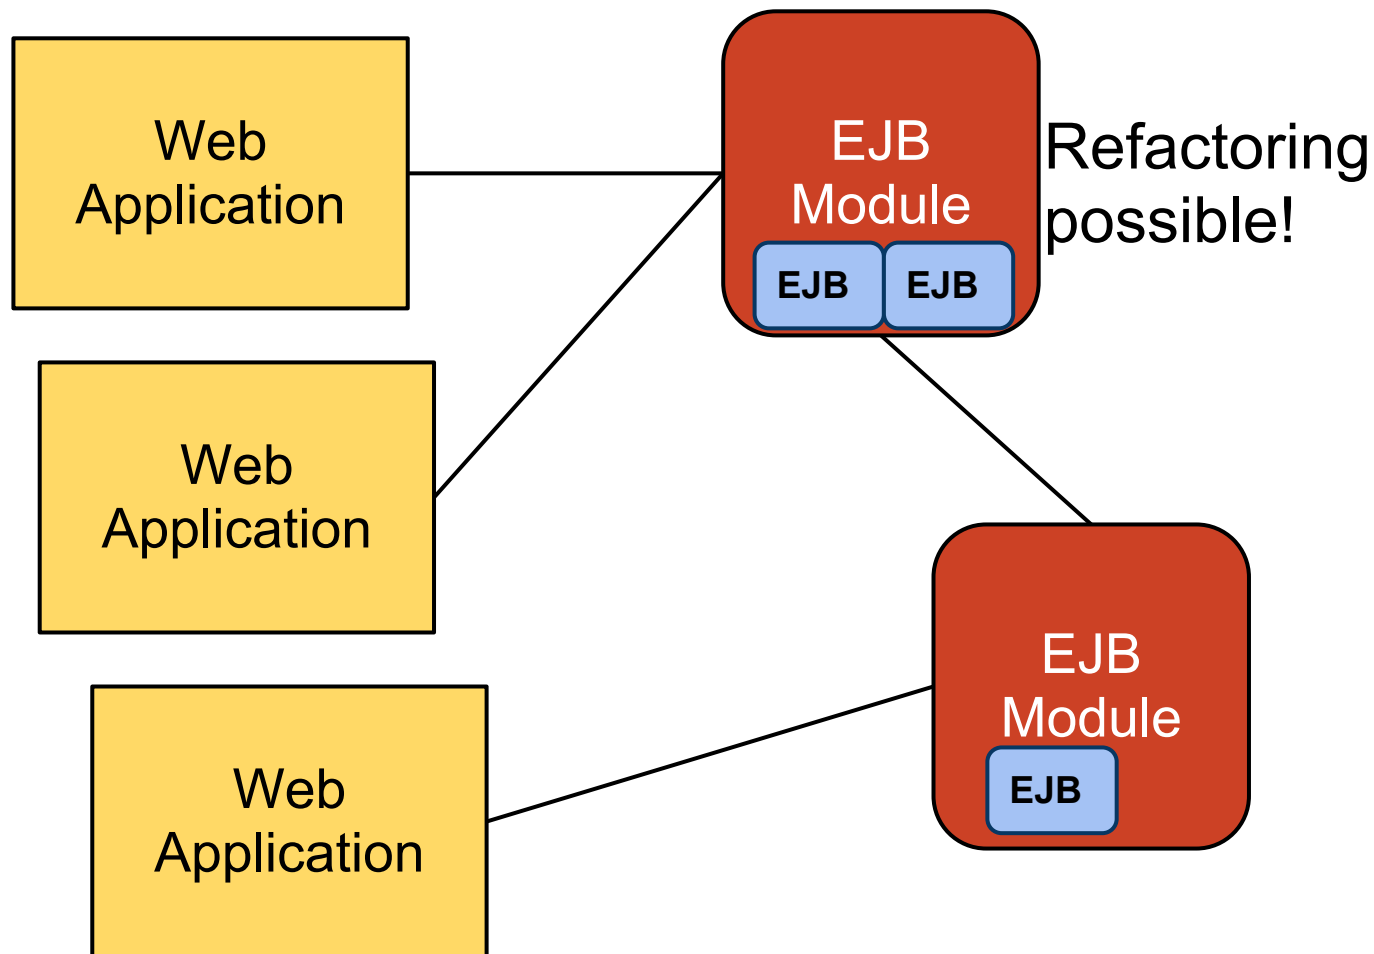 Web
Application
EJB
Module
EJB EJB
Refactoring
possible!
Web
Application
EJB
Module
EJB
Web
Application